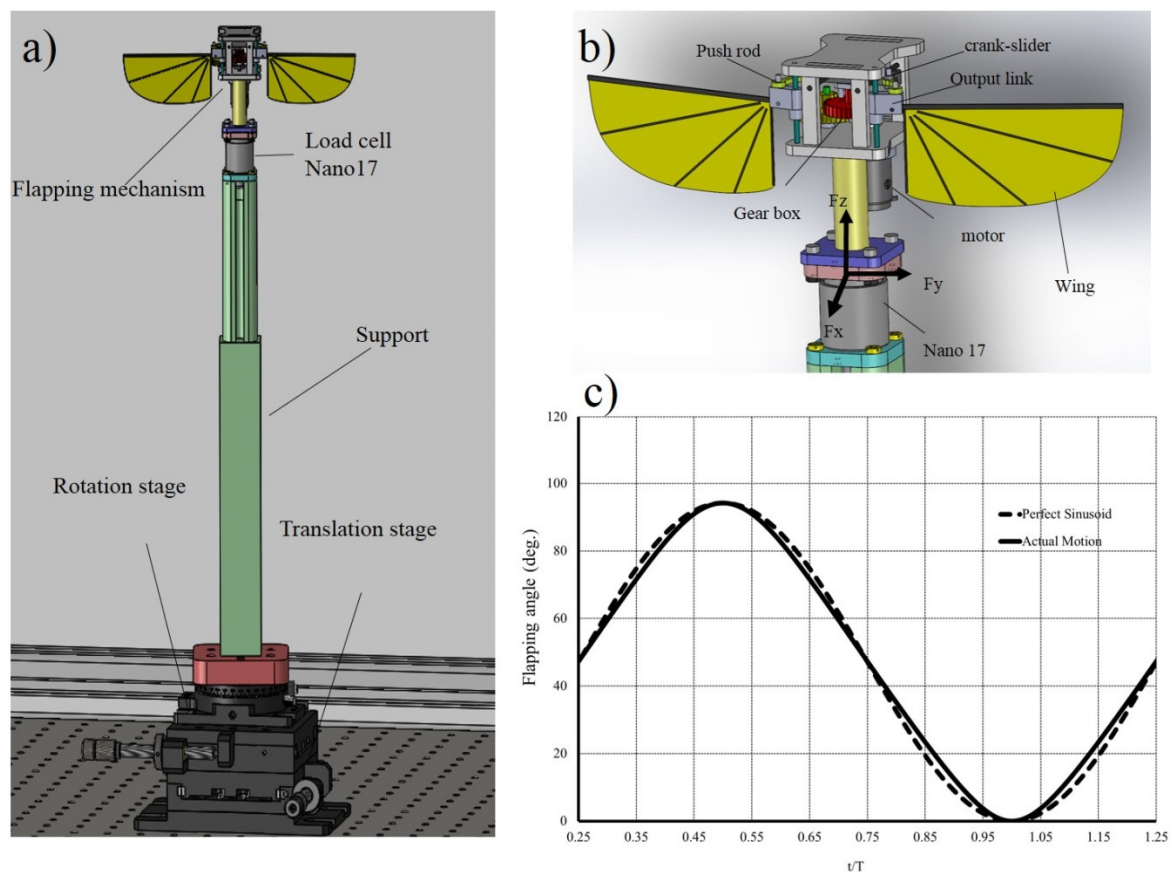 a)
Load cell
Nano17
Flapping mechanism
Support
Rotation stage
Translation stage
b)
Push rod
crank-slider
Output link
Gear box
Fz
motor
Fy
Wing
Fx
Nano 17
c)
120
100
80
60
40
20
0
Flapping angle (deg.)
Perfect Sinusoid
Actual Motion
0.25 0.35 0.45 0.55 0.65 0.75 0.85 0.95 1.05 1.15 1.25
t/T